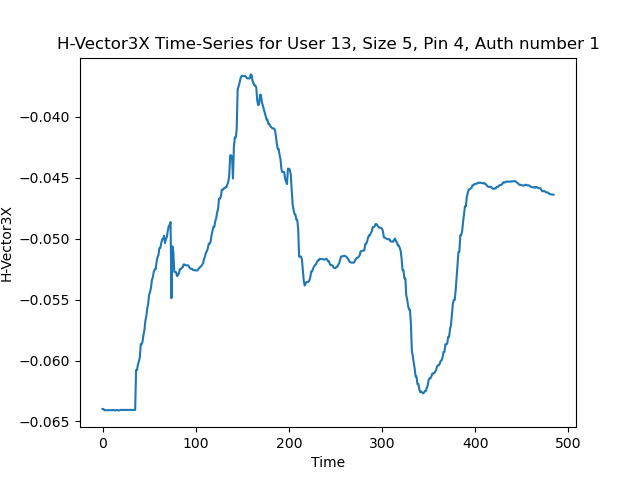 H-Vector3X Time-Series for User 13, Size 5, Pin 4, Auth number 1
−0.040
−0.045
−0.050
−0.055
−0.060
−0.065
H-Vector3X
0 100 200 300 400 500
Time